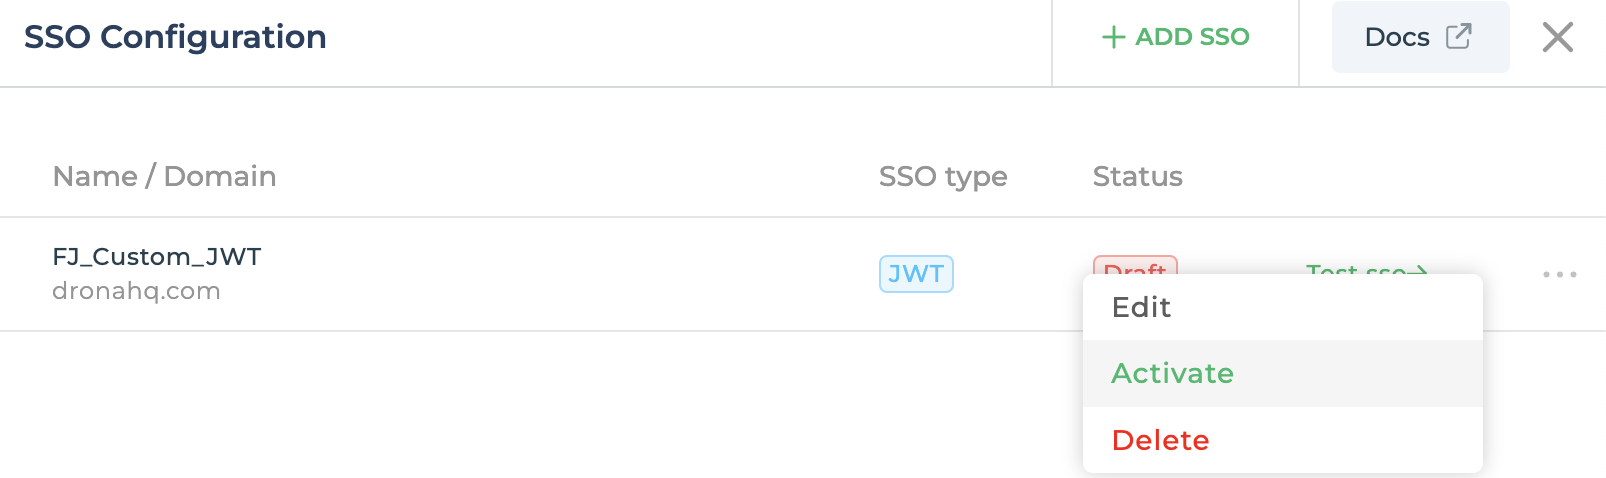 SSO Configuration
+ ADD SSO
Docs
Name / Domain
SSO type
Status
FJ_Custom_JWT
dronahq.com
JWT
Draft
Test sso→
Edit
Activate
Delete